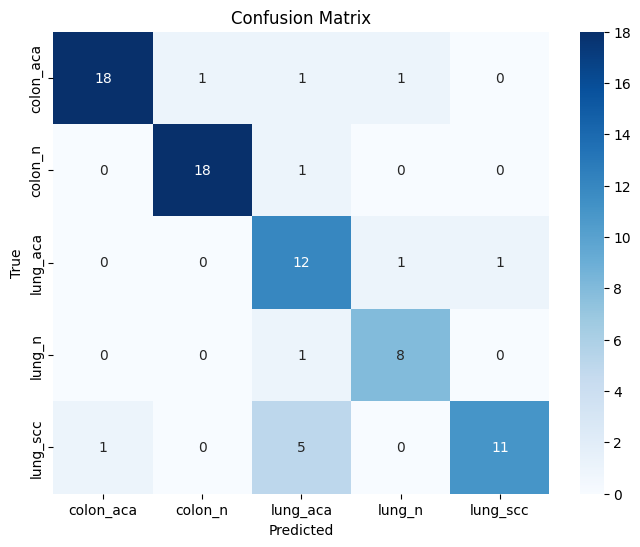 Confusion Matrix
True
colon_aca 18 1 1 1 0
colon_n 0 18 1 0 0
lung_aca 0 0 12 1 1
lung_n 0 0 1 8 0
lung_scc 1 0 5 0 11
colon_aca colon_n lung_aca lung_n lung_scc
Predicted
18
16
14
12
10
8
6
4
2
0